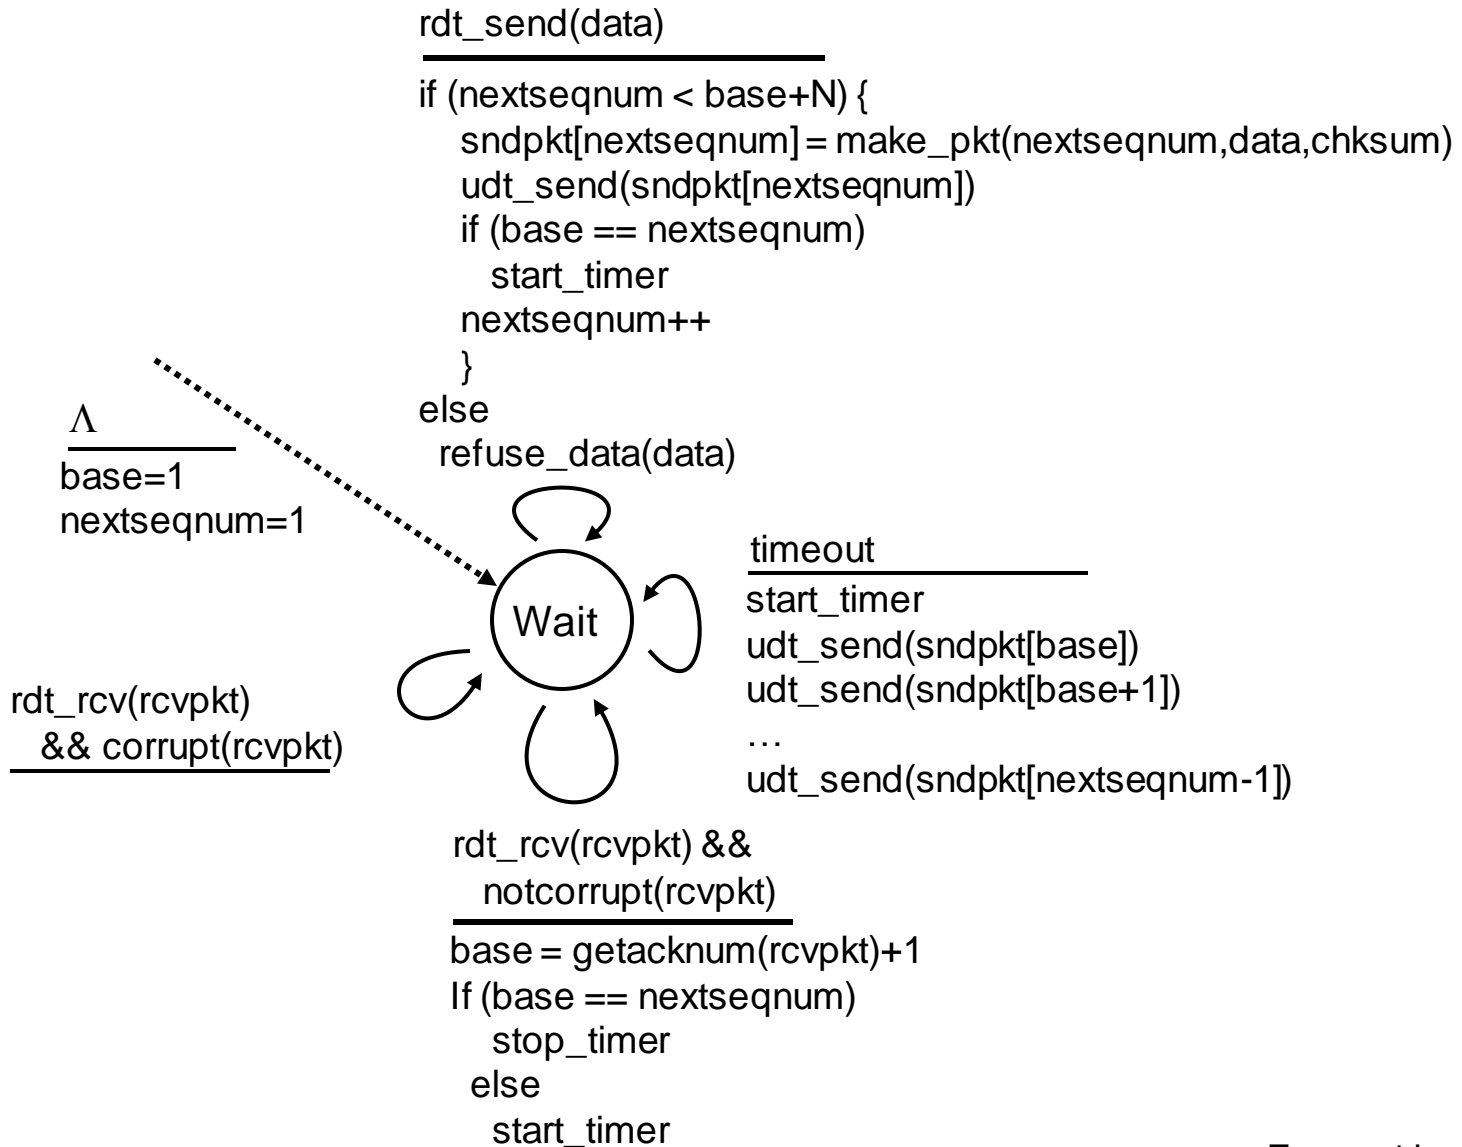 rdt_send(data)
if (nextseqnum < base+N) {
sndpkt[nextseqnum] = make_pkt(nextseqnum,data,chksum)
udt_send(sndpkt[nextseqnum])
if (base == nextseqnum)
start_timer
nextseqnum++
}
else
refuse_data(data)
Λ
base=1
nextseqnum=1
Wait
timeout
start_timer
udt_send(sndpkt[base])
udt_send(sndpkt[base+1])
…
udt_send(sndpkt[nextseqnum-1])
rdt_rcv(rcvpkt)
&& corrupt(rcvpkt)
rdt_rcv(rcvpkt) &&
notcorrupt(rcvpkt)
base = getacknum(rcvpkt)+1
If (base == nextseqnum)
stop_timer
else
start_timer